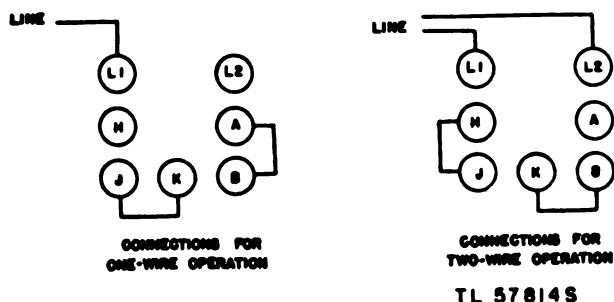 LINE
L1 L2
H A
J K B
CONNECTIONS FOR
ONE-WIRE OPERATION
LINE
L1 L2
H A
J K B
CONNECTIONS FOR
TWO-WIRE OPERATION
TL 57814S